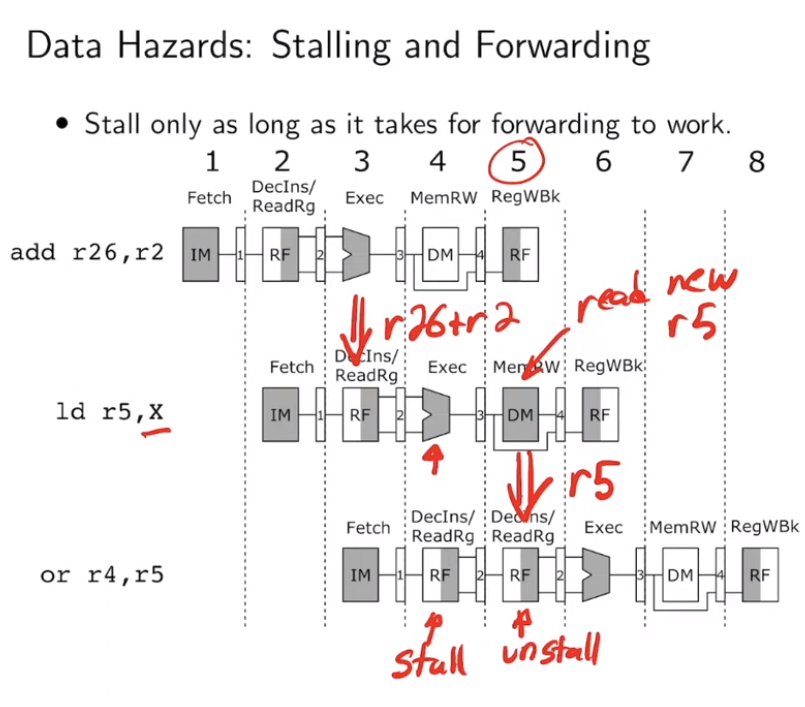 Data Hazards: Stalling and Forwarding
• Stall only as long as it takes for forwarding to work.
1 2 3 4 5 6 7 8
Fetch DecIns/ReadRg Exec MemRW RegWBk
add r26,r2 IM 1 RF 2 3 DM 4 RF
r26+r2
read new r5
Fetch DecIns/ReadRg Exec MemRW RegWBk
ld r5,X IM 1 RF 2 3 DM 4 RF
r5
Fetch DecIns/ReadRg DecIns/ReadRg Exec MemRW RegWBk
or r4,r5 IM 1 RF 2 RF 2 3 DM 4 RF
stall unstall